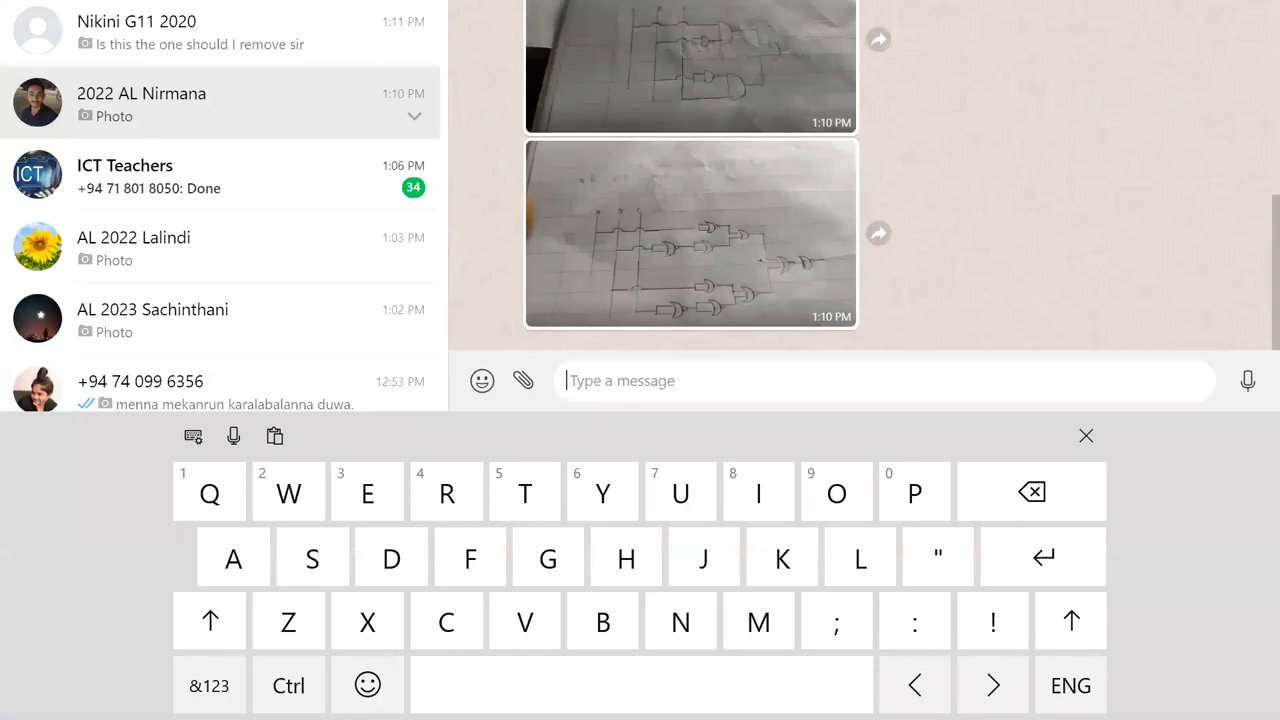 Nikini G11 2020
1:11 PM
Is this the one should I remove sir
2022 AL Nirmana
1:10 PM
Photo
ICT
ICT Teachers
1:06 PM
+94 71 801 8050: Done
34
AL 2022 Lalindi
1:03 PM
Photo
AL 2023 Sachinthani
1:02 PM
Photo
+94 74 099 6356
12:53 PM
menna mekanrun karalabalanna duwa.
1:10 PM
1:10 PM
Type a message
1 Q 2 W 3 E 4 R 5 T 6 Y 7 U 8 I 9 O 0 P
A S D F G H J K L "
Z X C V B N M ; : !
&123 Ctrl ENG